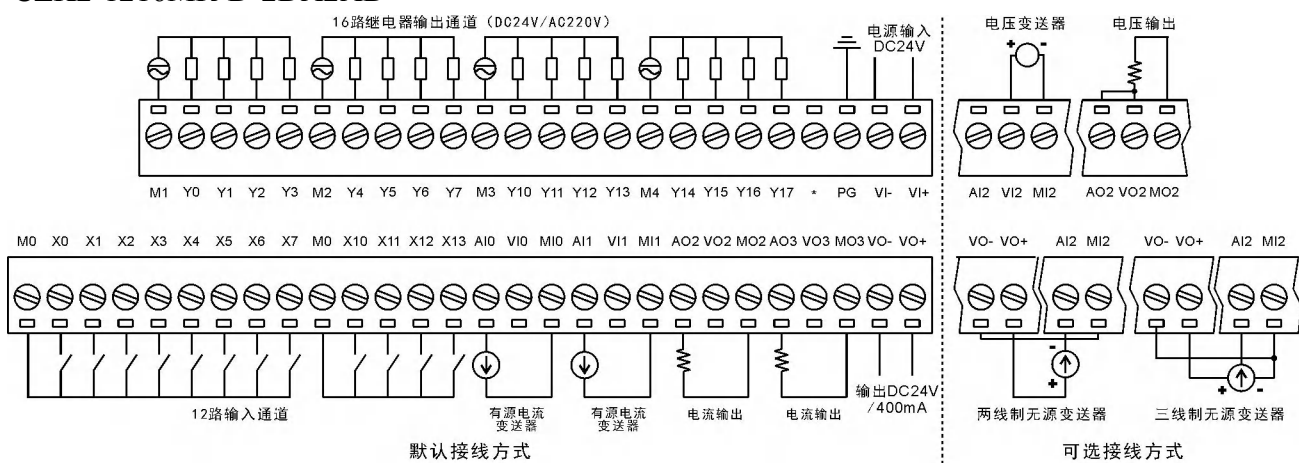 16路继电器输出通道（DC24V/AC220V）
电源输入
DC24V
电压变送器
电压输出
+ -
M1 Y0 Y1 Y2 Y3 M2 Y4 Y5 Y6 Y7 M3 Y10 Y11 Y12 Y13 M4 Y14 Y15 Y16 Y17 * PG VI- VI+
AI2 VI2 MI2
AO2 VO2 MO2
M0 X0 X1 X2 X3 X4 X5 X6 X7 M0 X10 X11 X12 X13 AI0 VI0 MI0 AI1 VI1 MI1 AO2 VO2 MO2 AO3 VO3 MO3 VO- VO+
VO- VO+ AI2 MI2
VO- VO+ AI2 MI2
-
+
+ -
12路输入通道
有源电流
变送器
有源电流
变送器
电流输出
电流输出
输出DC24V
/400mA
两线制无源变送器
三线制无源变送器
默认接线方式
可选接线方式